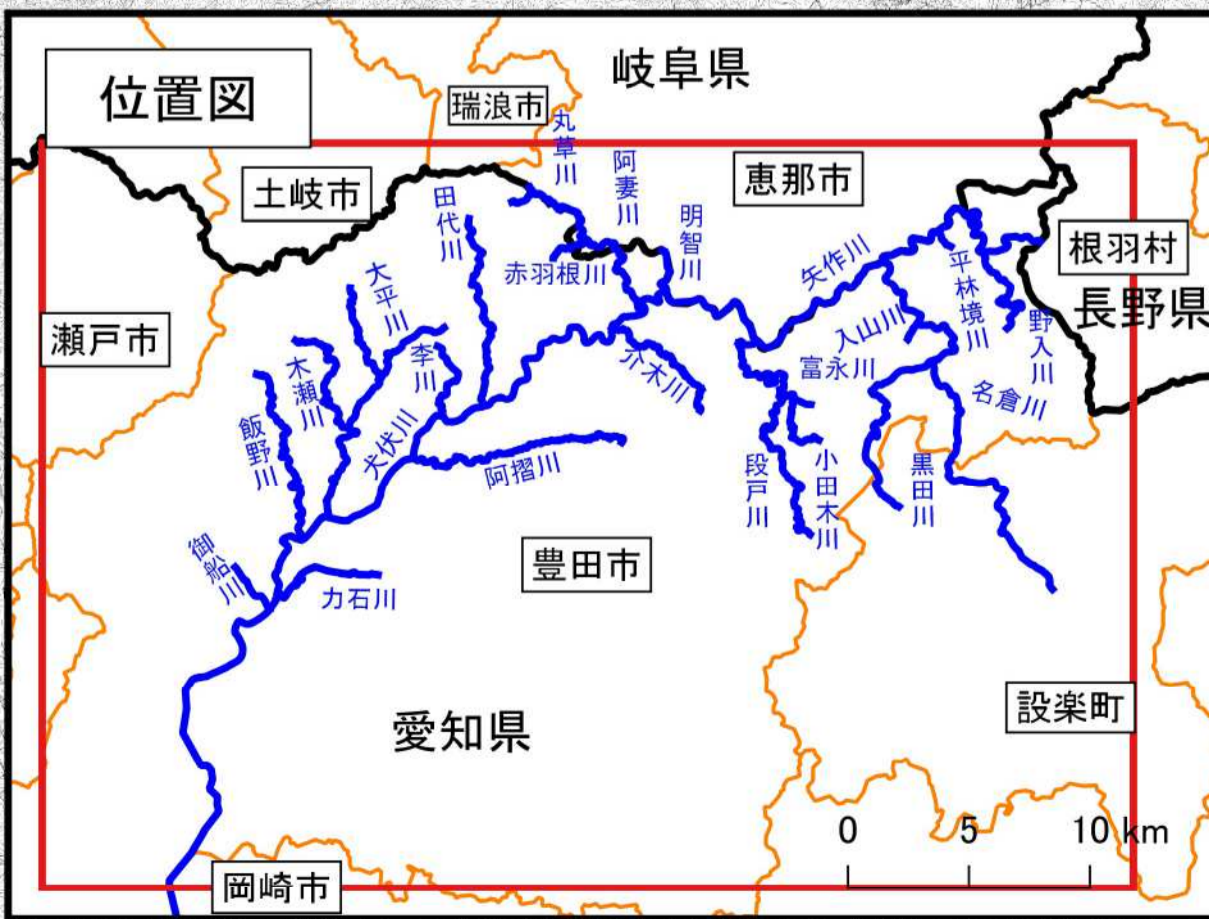 位置図
岐阜県
瑞浪市
土岐市
恵那市
丸草川
阿妻川
田代川
明智川
赤羽根川
矢作川
平林境川
根羽村
長野県
野入川
瀬戸市
大平川
木瀬川
李川
飯野川
犬伏川
介木川
入山川
富永川
名倉川
阿摺川
段戸川
小田木川
黒田川
御船川
力石川
豊田市
愛知県
設楽町
岡崎市
0 5 10 km